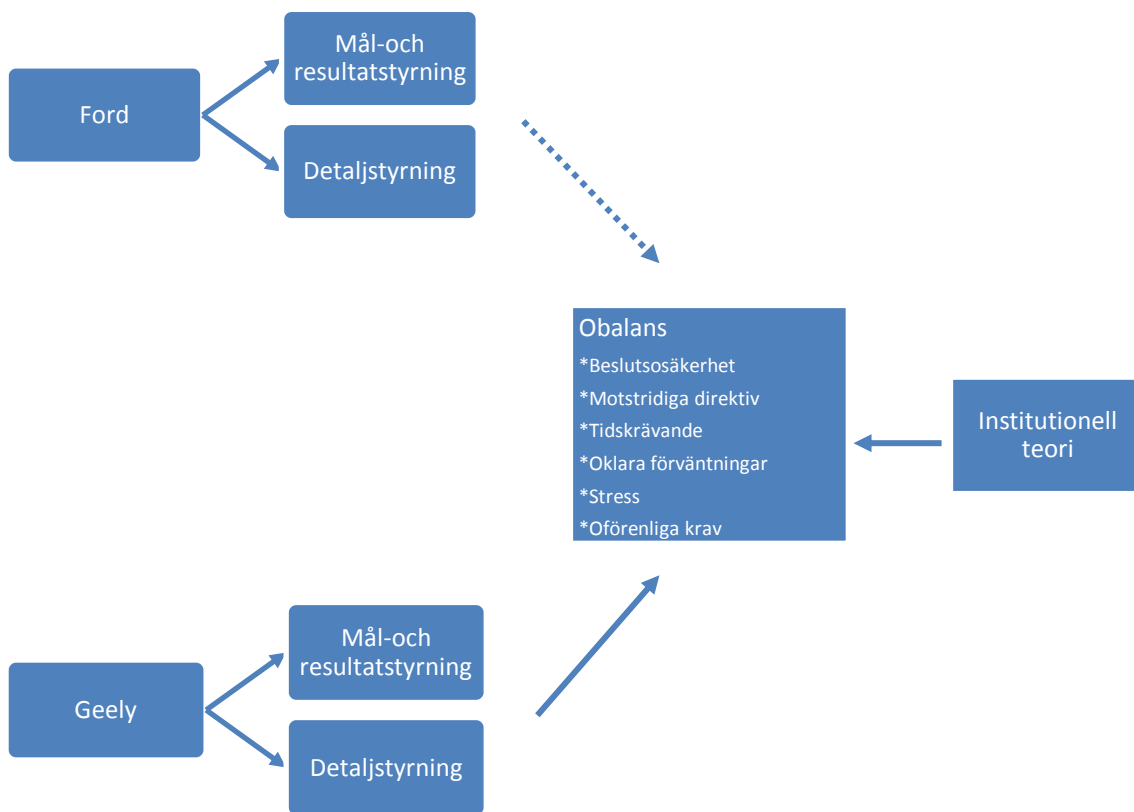 Ford
Mål-och
resultatstyrning
Detaljstyrning
Obalans
*Beslutsosäkerhet
*Motstridiga direktiv
*Tidskrävande
*Oklara förväntningar
*Stress
*Oförenliga krav
Institutionell
teori
Geely
Mål-och
resultatstyrning
Detaljstyrning